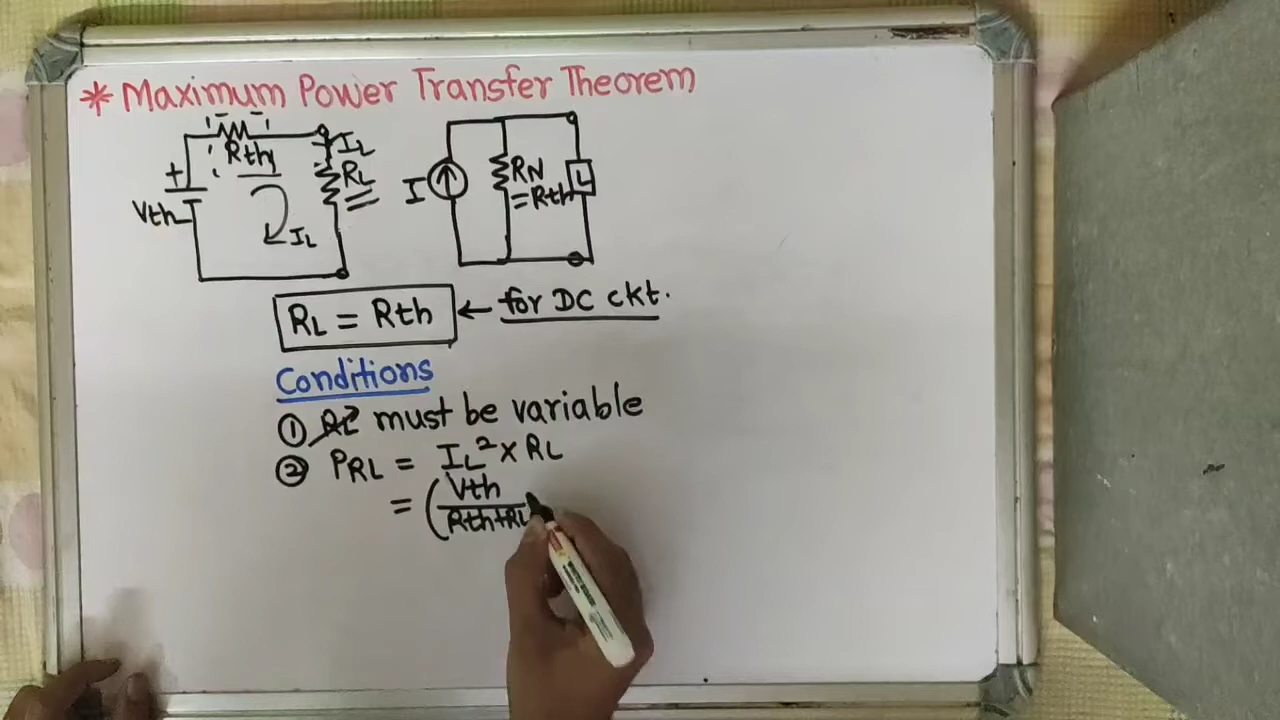 * Maximum Power Transfer Theorem
Rth
IL
RL
+
Vth
IL
I
RN
=Rth
L
RL = Rth ← for DC ckt.
Conditions
① RL must be variable
② PRL = IL² × RL
= (Vth
Rth+RL